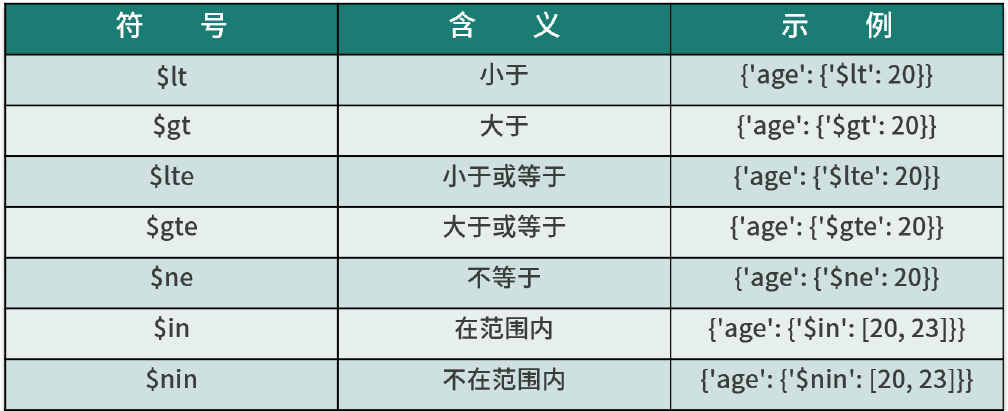 符 号 含 义 示 例
$lt 小于 {'age': {'$lt': 20}}
$gt 大于 {'age': {'$gt': 20}}
$lte 小于或等于 {'age': {'$lte': 20}}
$gte 大于或等于 {'age': {'$gte': 20}}
$ne 不等于 {'age': {'$ne': 20}}
$in 在范围内 {'age': {'$in': [20, 23]}}
$nin 不在范围内 {'age': {'$nin': [20, 23]}}